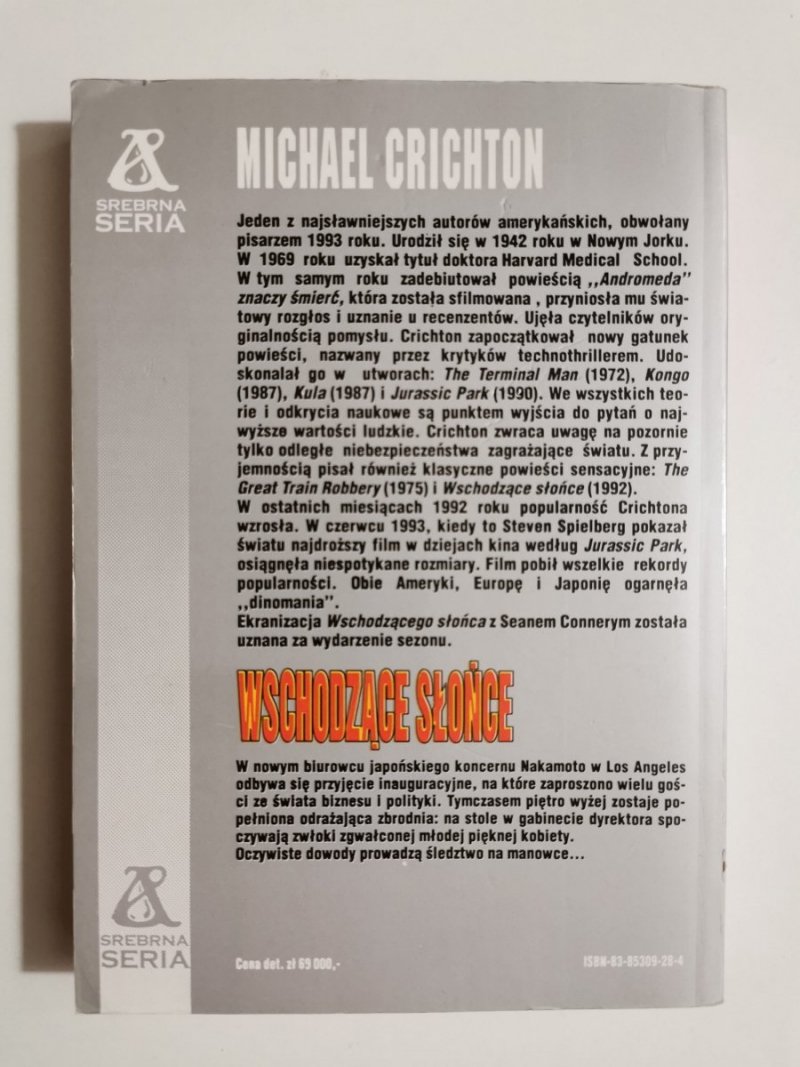 SREBRNA
SERIA
MICHAEL CRICHTON
Jeden z najsławniejszych autorów amerykańskich, obwołany
pisarzem 1993 roku. Urodził się w 1942 roku w Nowym Jorku.
W 1969 roku uzyskał tytuł doktora Harvard Medical School.
W tym samym roku zadebiutował powieścią ,,Andromeda"
znaczy śmierć, która została sfilmowana , przyniosła mu świa-
towy rozgłos i uznanie u recenzentów. Ujęła czytelników ory-
ginalnością pomysłu. Crichton zapoczątkował nowy gatunek
powieści, nazwany przez krytyków technothrillerem. Udo-
skonalał go w utworach: The Terminal Man (1972), Kongo
(1987), Kula (1987) i Jurassic Park (1990). We wszystkich teo-
rie i odkrycia naukowe są punktem wyjścia do pytań o naj-
wyższe wartości ludzkie. Crichton zwraca uwagę na pozornie
tylko odległe niebezpieczeństwa zagrażające światu. Z przy-
jemnością pisał również klasyczne powieści sensacyjne: The
Great Train Robbery (1975) i Wschodzące słońce (1992).
W ostatnich miesiącach 1992 roku popularność Crichtona
wzrosła. W czerwcu 1993, kiedy to Steven Spielberg pokazał
światu najdroższy film w dziejach kina według Jurassic Park,
osiągnęła niespotykane rozmiary. Film pobił wszelkie rekordy
popularności. Obie Ameryki, Europę i Japonię ogarnęła
,,dinomania".
Ekranizacja Wschodzącego słońca z Seanem Connerym została
uznana za wydarzenie sezonu.
WSCHODZĄCE SŁOŃCE
W nowym biurowcu japońskiego koncernu Nakamoto w Los Angeles
odbywa się przyjęcie inauguracyjne, na które zaproszono wielu goś-
ci ze świata biznesu i polityki. Tymczasem piętro wyżej zostaje po-
pełniona odrażająca zbrodnia: na stole w gabinecie dyrektora spo-
czywają zwłoki zgwałconej młodej pięknej kobiety.
Oczywiste dowody prowadzą śledztwo na manowce...
SREBRNA
SERIA
Cena det. zł 69 000,-
ISBN-83-85309-28-4